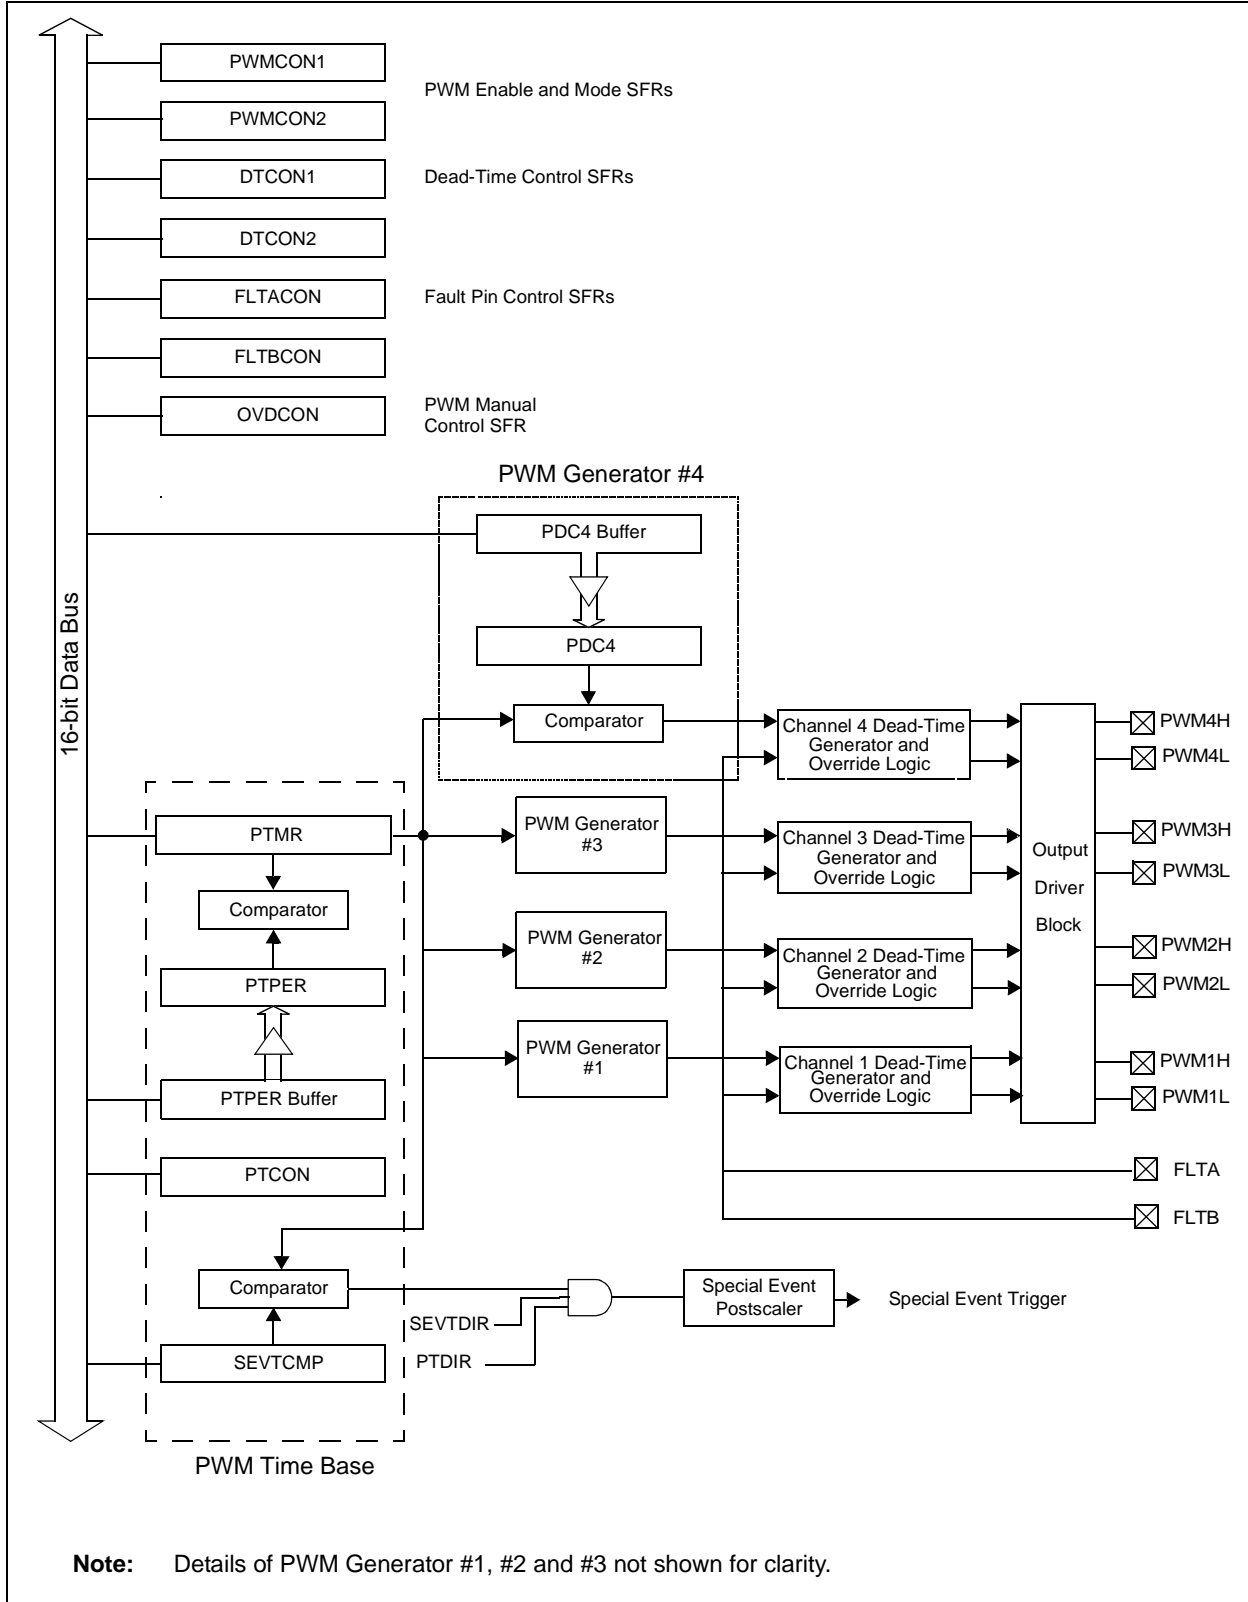 PWMCON1
PWM Enable and Mode SFRs
PWMCON2
DTCON1
Dead-Time Control SFRs
DTCON2
FLTACON
Fault Pin Control SFRs
FLTBCON
OVDCON
PWM Manual
Control SFR
PWM Generator #4
PDC4 Buffer
PDC4
Comparator
16-bit Data Bus
Channel 4 Dead-Time
Generator and
Override Logic
PWM4H
PWM4L
PTMR
PWM Generator
#3
Channel 3 Dead-Time
Generator and
Override Logic
PWM3H
PWM3L
Output
Driver
Block
Comparator
PTPER
PWM Generator
#2
Channel 2 Dead-Time
Generator and
Override Logic
PWM2H
PWM2L
PTPER Buffer
PWM Generator
#1
Channel 1 Dead-Time
Generator and
Override Logic
PWM1H
PWM1L
PTCON
FLTA
FLTB
Comparator
SEVTDIR
PTDIR
Special Event
Postscaler
Special Event Trigger
SEVTCMP
PWM Time Base
Note: Details of PWM Generator #1, #2 and #3 not shown for clarity.